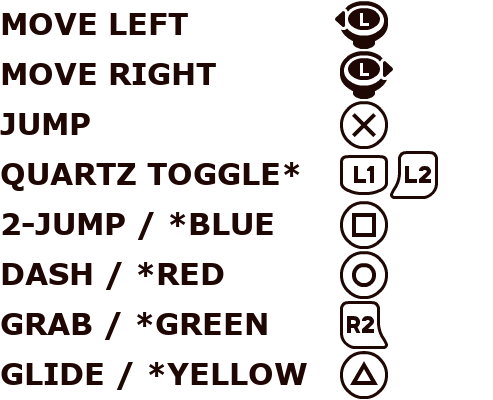 MOVE LEFT L
MOVE RIGHT L
JUMP
QUARTZ TOGGLE* L1 L2
2-JUMP / *BLUE
DASH / *RED
GRAB / *GREEN R2
GLIDE / *YELLOW